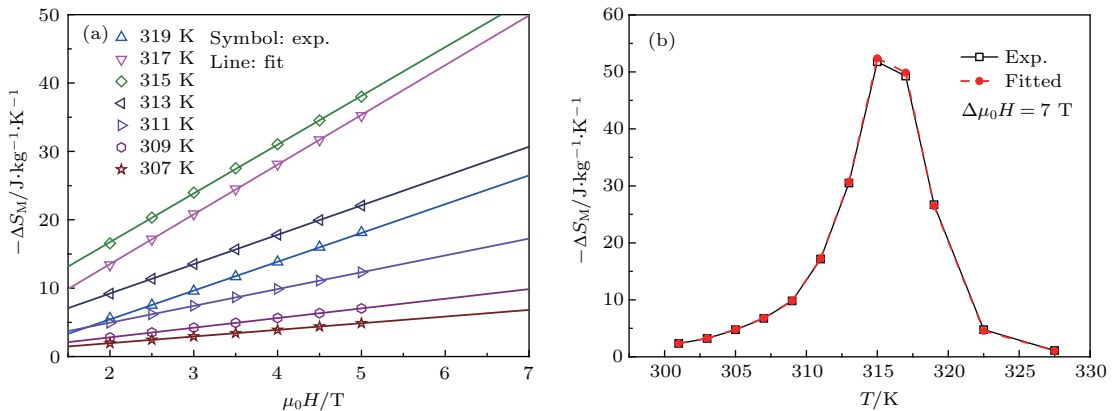 (a)
319 K
317 K
315 K
313 K
311 K
309 K
307 K
Symbol: exp.
Line: fit
50
40
30
20
10
0
2
3
4
5
6
7
−ΔS_M/J·kg⁻¹·K⁻¹
μ₀H/T
(b)
Exp.
Fitted
Δμ₀H = 7 T
60
50
40
30
20
10
0
300
305
310
315
320
325
330
−ΔS_M/J·kg⁻¹·K⁻¹
T/K